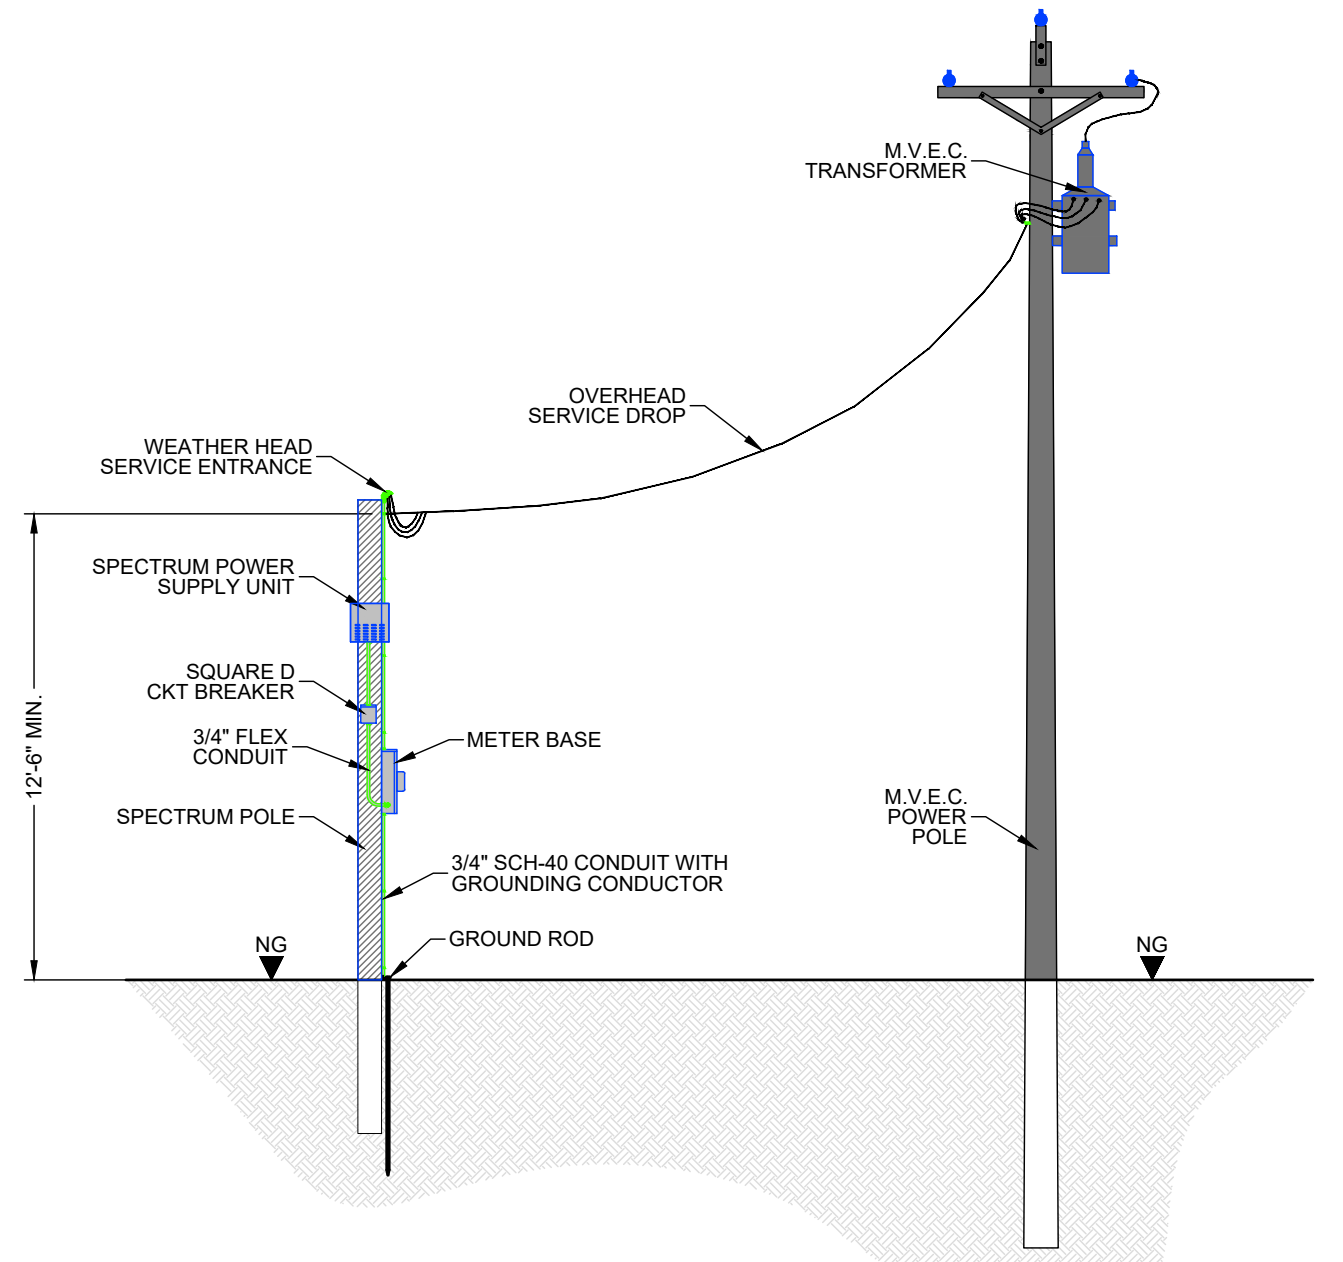 M.V.E.C.
TRANSFORMER
OVERHEAD
SERVICE DROP
WEATHER HEAD
SERVICE ENTRANCE
SPECTRUM POWER
SUPPLY UNIT
SQUARE D
CKT BREAKER
3/4" FLEX
CONDUIT
METER BASE
12'-6" MIN.
SPECTRUM POLE
M.V.E.C.
POWER
POLE
3/4" SCH-40 CONDUIT WITH
GROUNDING CONDUCTOR
GROUND ROD
NG
NG